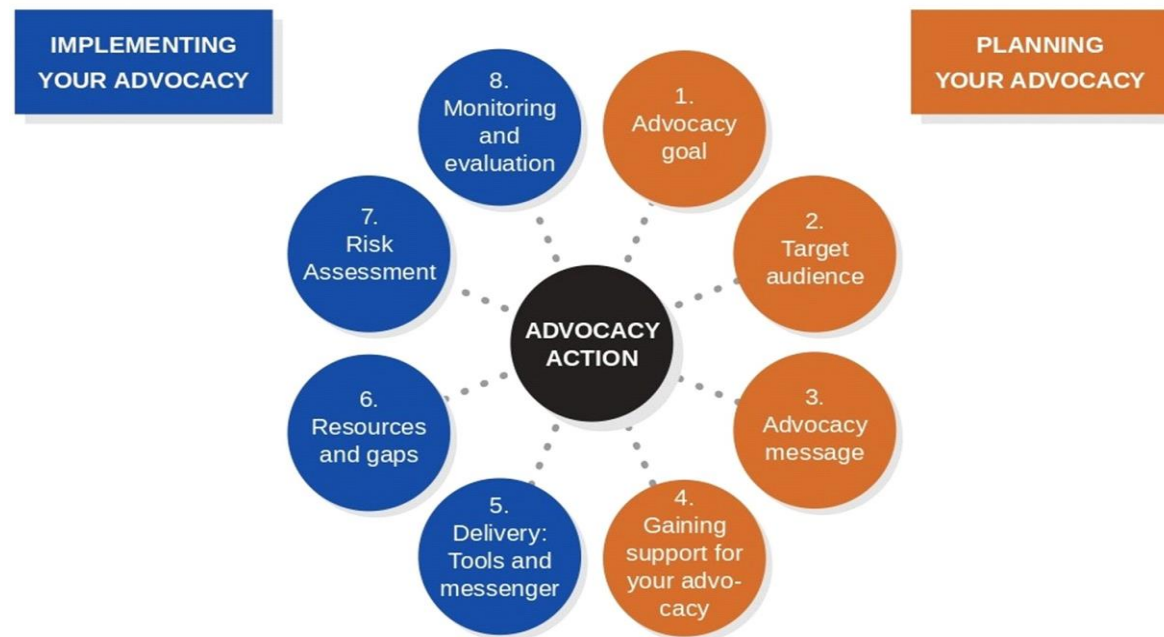 IMPLEMENTING
YOUR ADVOCACY
PLANNING
YOUR ADVOCACY
1.
Advocacy
goal
2.
Target
audience
3.
Advocacy
message
4.
Gaining
support for
your advo-
cacy
5.
Delivery:
Tools and
messenger
6.
Resources
and gaps
7.
Risk
Assessment
8.
Monitoring
and
evaluation
ADVOCACY
ACTION